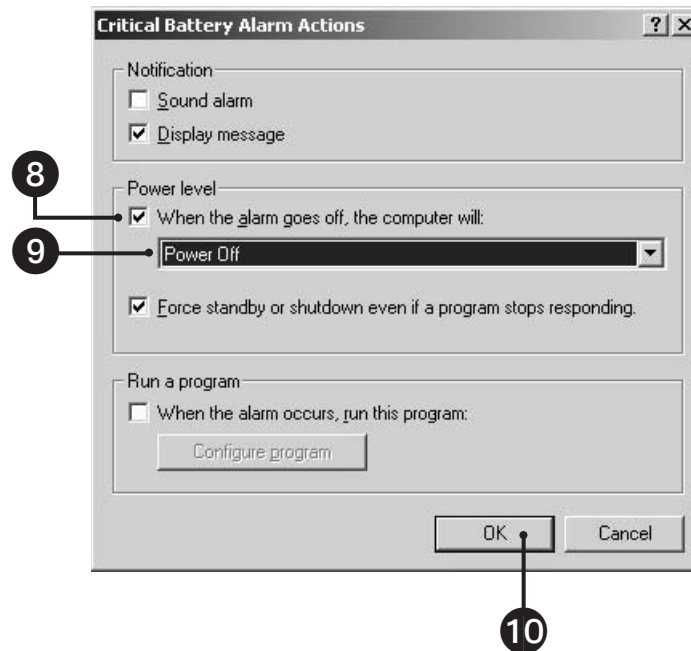 Critical Battery Alarm Actions
Notification
Sound alarm
Display message
8
Power level
When the alarm goes off, the computer will:
9
Power Off
Force standby or shutdown even if a program stops responding.
Run a program
When the alarm occurs, run this program:
Configure program
OK Cancel
10